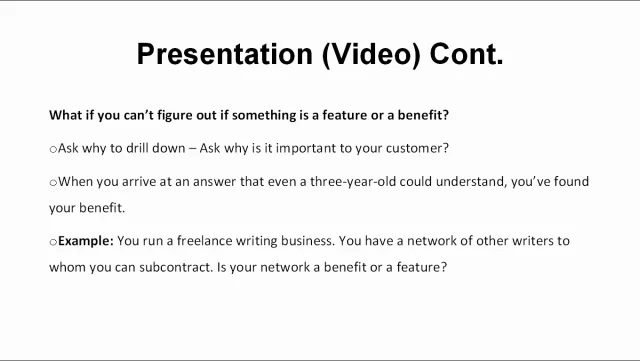 Presentation (Video) Cont.
What if you can’t figure out if something is a feature or a benefit?
oAsk why to drill down – Ask why is it important to your customer?
oWhen you arrive at an answer that even a three-year-old could understand, you’ve found
your benefit.
oExample: You run a freelance writing business. You have a network of other writers to
whom you can subcontract. Is your network a benefit or a feature?